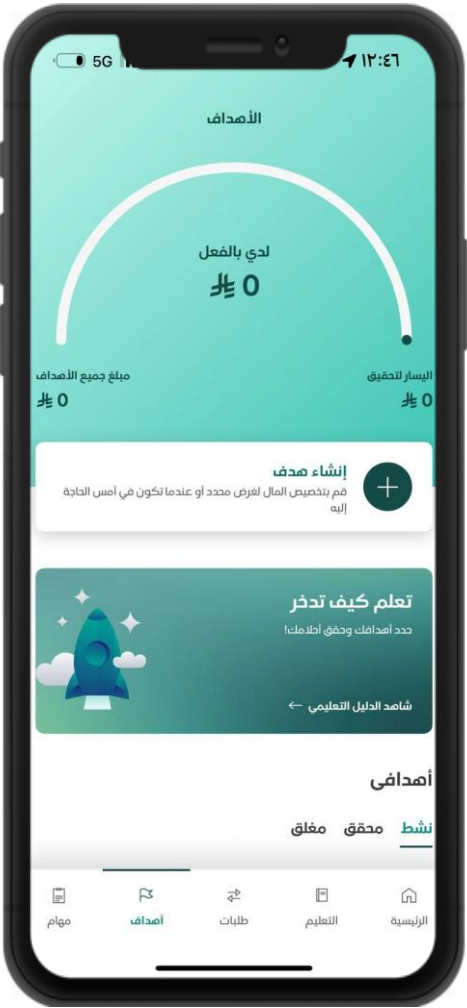 5G ١٢:٤٦
الأهداف
لدي بالفعل
0 ⃁
اليسار لتحقيق
0 ⃁
مبلغ جميع الأهداف
0 ⃁
إنشاء هدف
قم بتخصيص المال لغرض محدد أو عندما تكون في أمس الحاجة
إليه
تعلم كيف تدخر
حدد أهدافك وحقق أحلامك!
شاهد الدليل التعليمي ←
أهدافي
نشط محقق مغلق
الرئيسية التعليم طلبات أهداف مهام